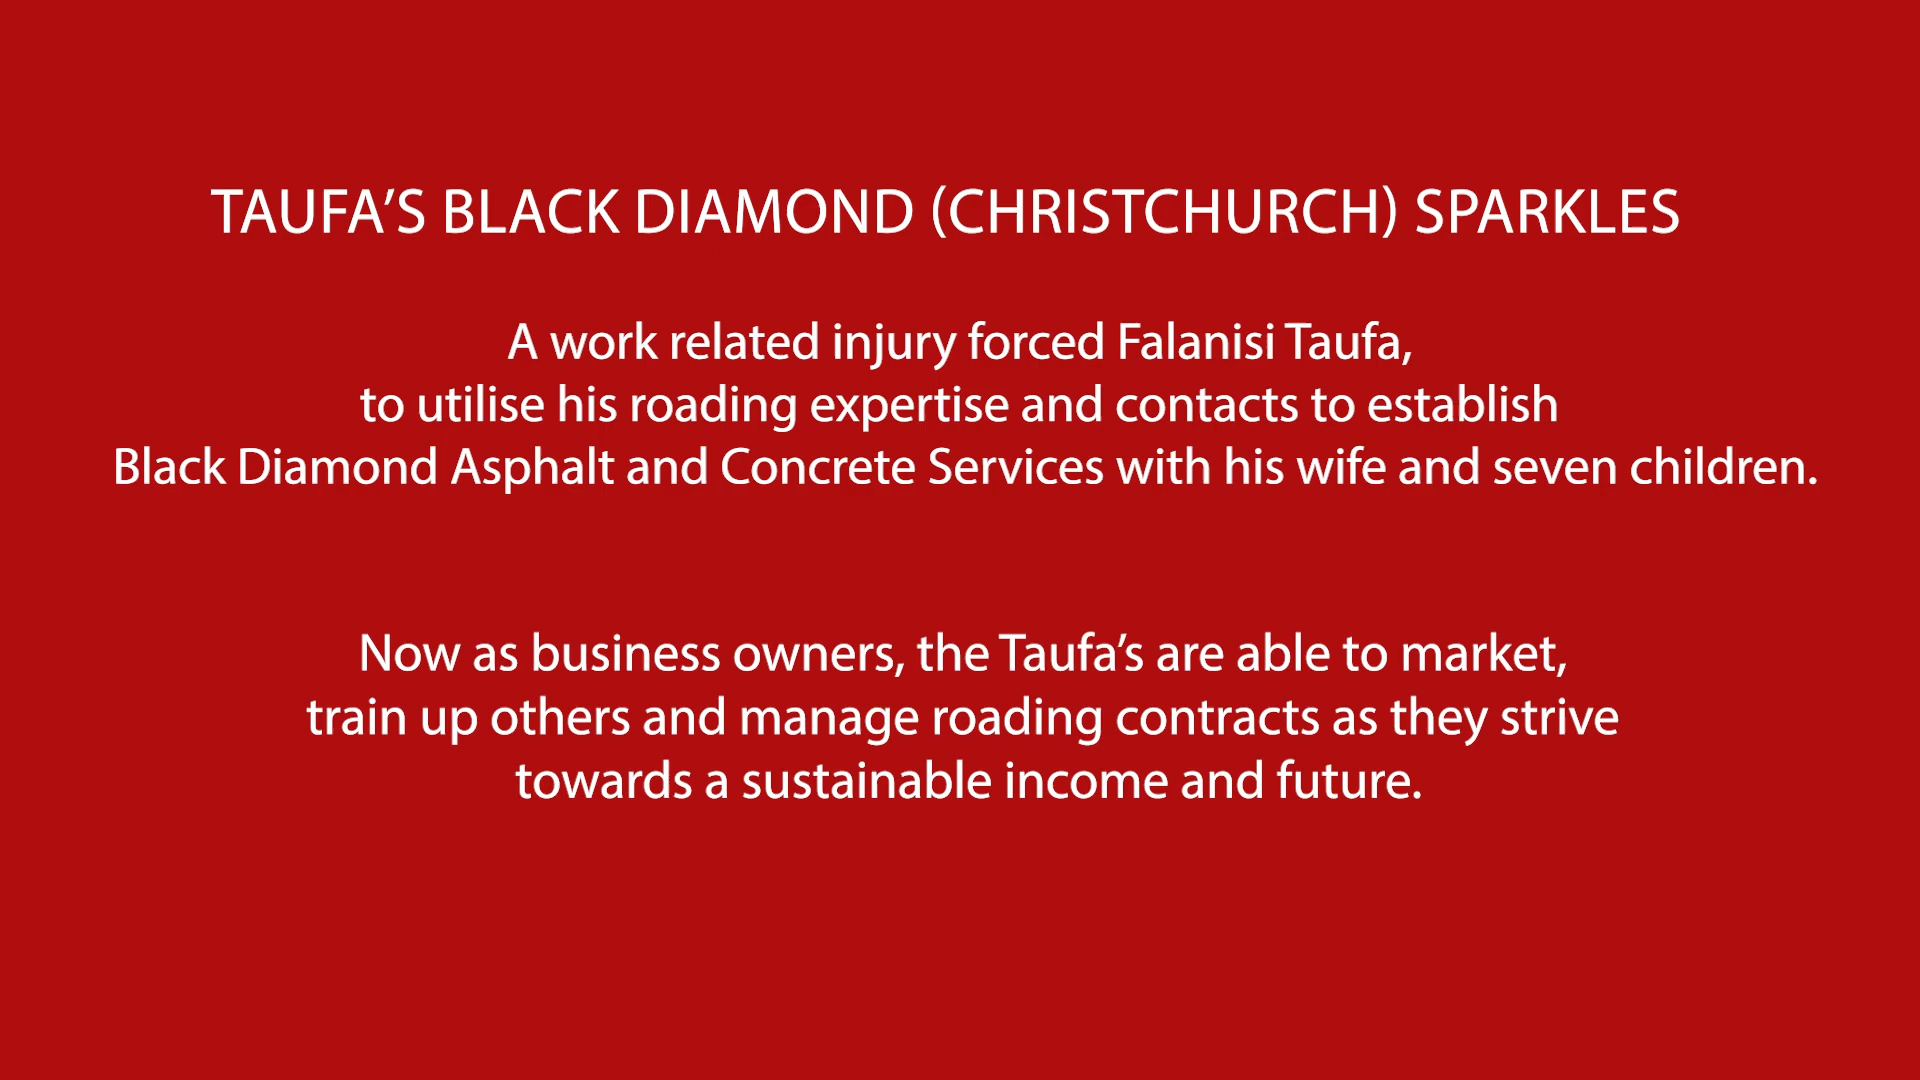 TAUFA’S BLACK DIAMOND (CHRISTCHURCH) SPARKLES
A work related injury forced Falanisi Taufa,
to utilise his roading expertise and contacts to establish
Black Diamond Asphalt and Concrete Services with his wife and seven children.
Now as business owners, the Taufa’s are able to market,
train up others and manage roading contracts as they strive
towards a sustainable income and future.